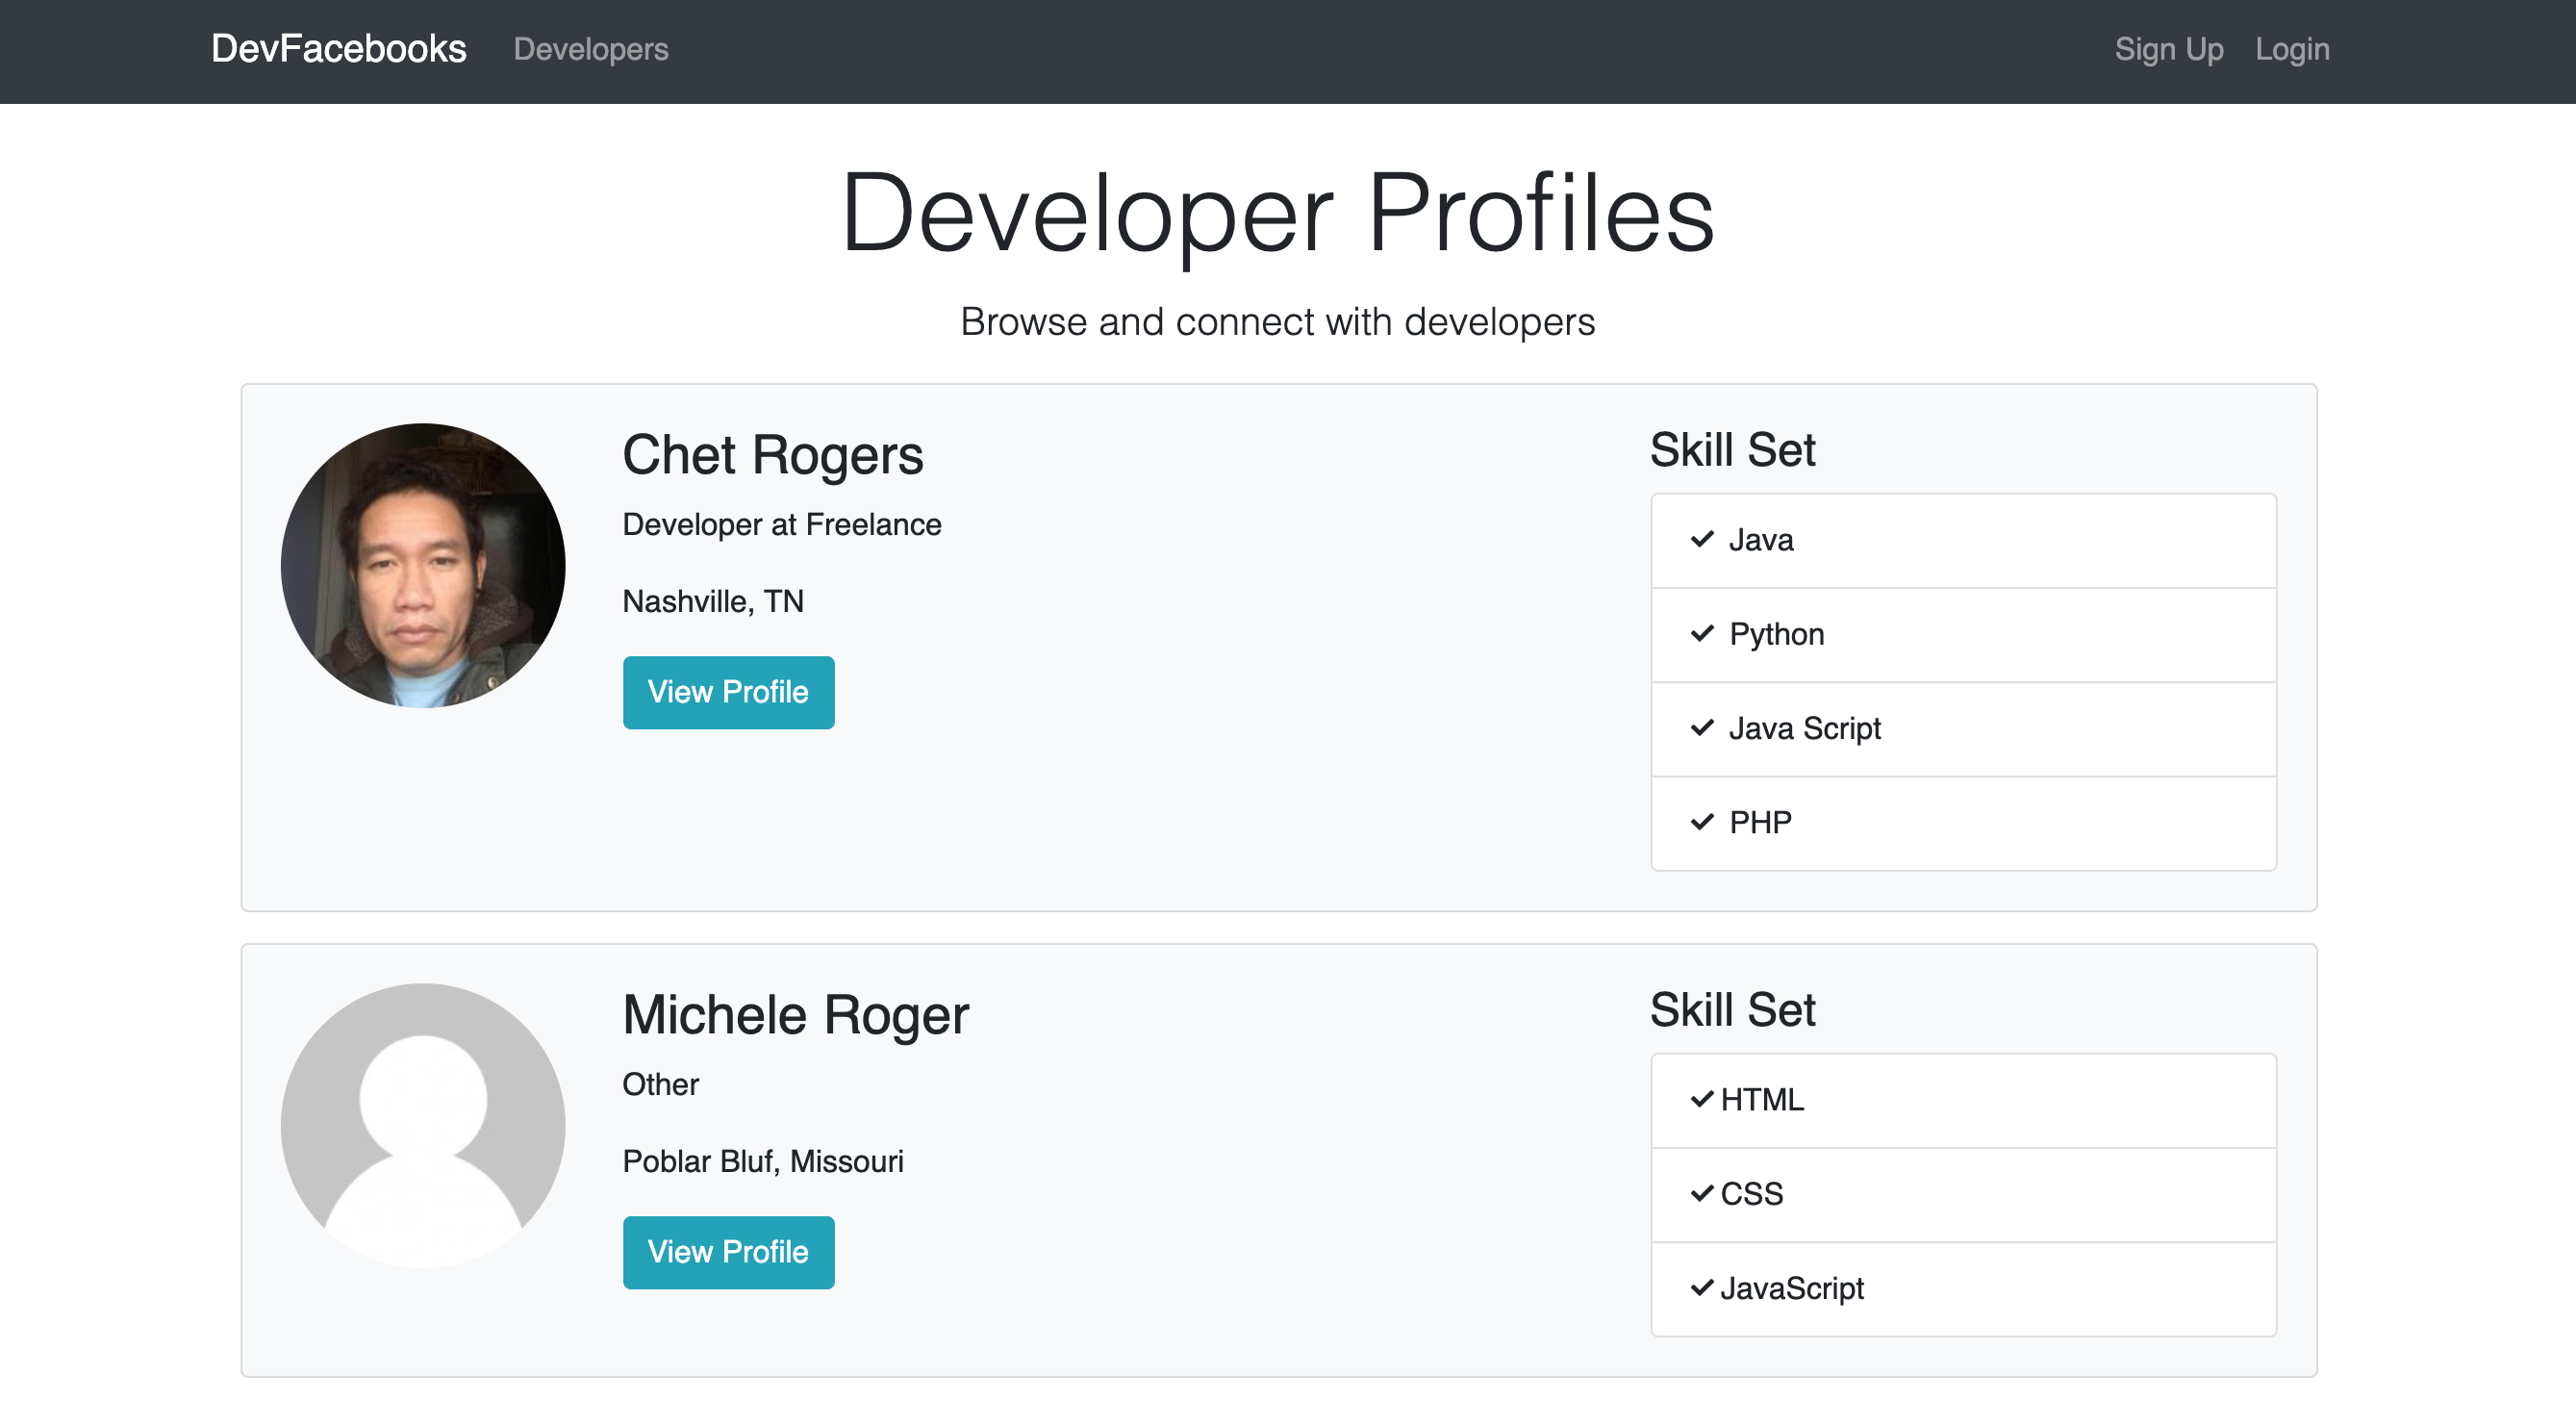 DevFacebooks Developers Sign Up Login
Developer Profiles
Browse and connect with developers
Chet Rogers
Developer at Freelance
Nashville, TN
View Profile
Skill Set
Java
Python
Java Script
PHP
Michele Roger
Other
Poblar Bluf, Missouri
View Profile
Skill Set
HTML
CSS
JavaScript